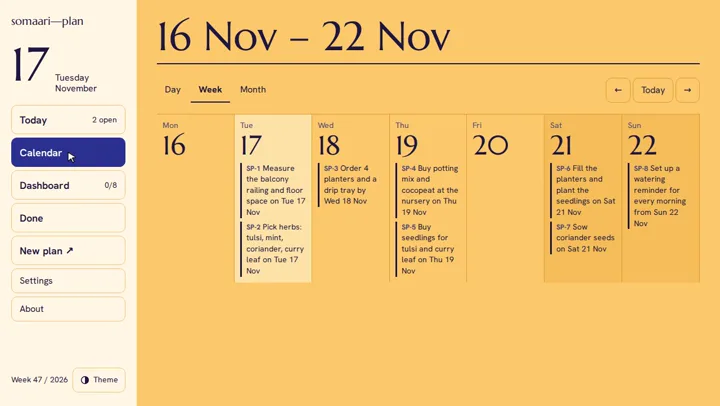 somaari—plan
17
Tuesday
November
Today 2 open
Calendar
Dashboard 0/8
Done
New plan ↗
Settings
About
Week 47 / 2026
Theme
16 Nov – 22 Nov
Day Week Month
← Today →
Mon
16
Tue
17
SP-1 Measure
the balcony
railing and floor
space on Tue 17
Nov
SP-2 Pick herbs:
tulsi, mint,
coriander, curry
leaf on Tue 17
Nov
Wed
18
SP-3 Order 4
planters and a
drip tray by
Wed 18 Nov
Thu
19
SP-4 Buy potting
mix and
cocopeat at the
nursery on Thu
19 Nov
SP-5 Buy
seedlings for
tulsi and curry
leaf on Thu 19
Nov
Fri
20
Sat
21
SP-6 Fill the
planters and
plant the
seedlings on Sat
21 Nov
SP-7 Sow
coriander seeds
on Sat 21 Nov
Sun
22
SP-8 Set up a
watering
reminder for
every morning
from Sun 22
Nov